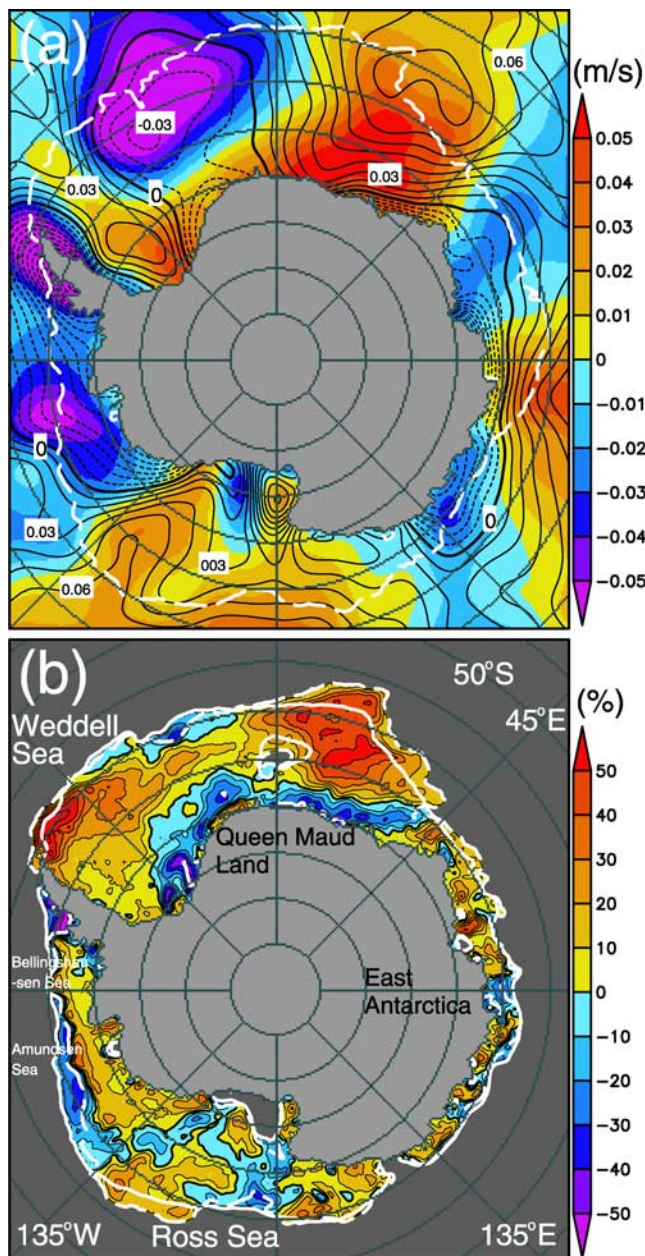 (a)
(m/s)
0.06
-0.03
0.05
0.04
0.03
0.03
0.03
0
0.02
0.01
0
-0.01
-0.02
0
-0.03
0
0.03
003
-0.04
0.06
-0.05
(b)
50°S
(%)
Weddell
Sea
45°E
50
40
30
Queen Maud
Land
20
10
Bellingshau
-sen Sea
East
Antarctica
0
-10
Amundsen
Sea
-20
-30
-40
135°W
Ross Sea
135°E
-50